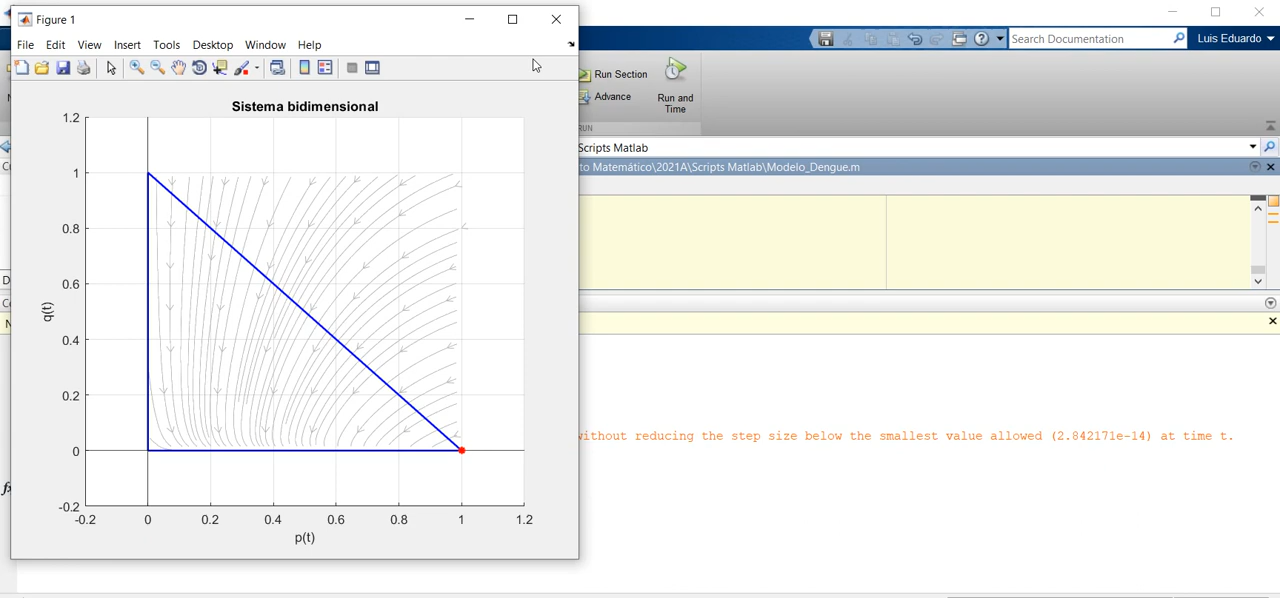 Figure 1
File Edit View Insert Tools Desktop Window Help
Search Documentation
Luis Eduardo
Run Section
Advance
Run and
Time
RUN
Scripts Matlab
to Matemático\2021A\Scripts Matlab\Modelo_Dengue.m
Sistema bidimensional
1.2
1
0.8
0.6
0.4
0.2
0
-0.2
q(t)
-0.2 0 0.2 0.4 0.6 0.8 1 1.2
p(t)
without reducing the step size below the smallest value allowed (2.842171e-14) at time t.
fx